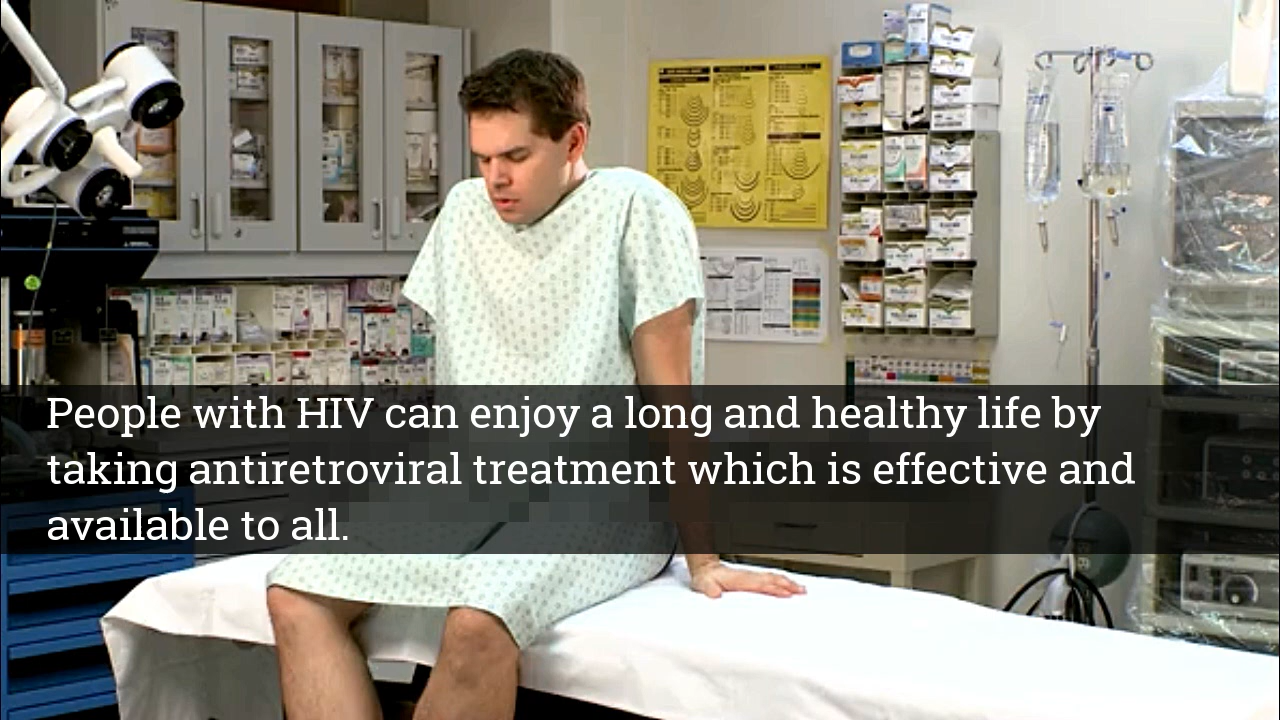 People with HIV can enjoy a long and healthy life by
taking antiretroviral treatment which is effective and
available to all.